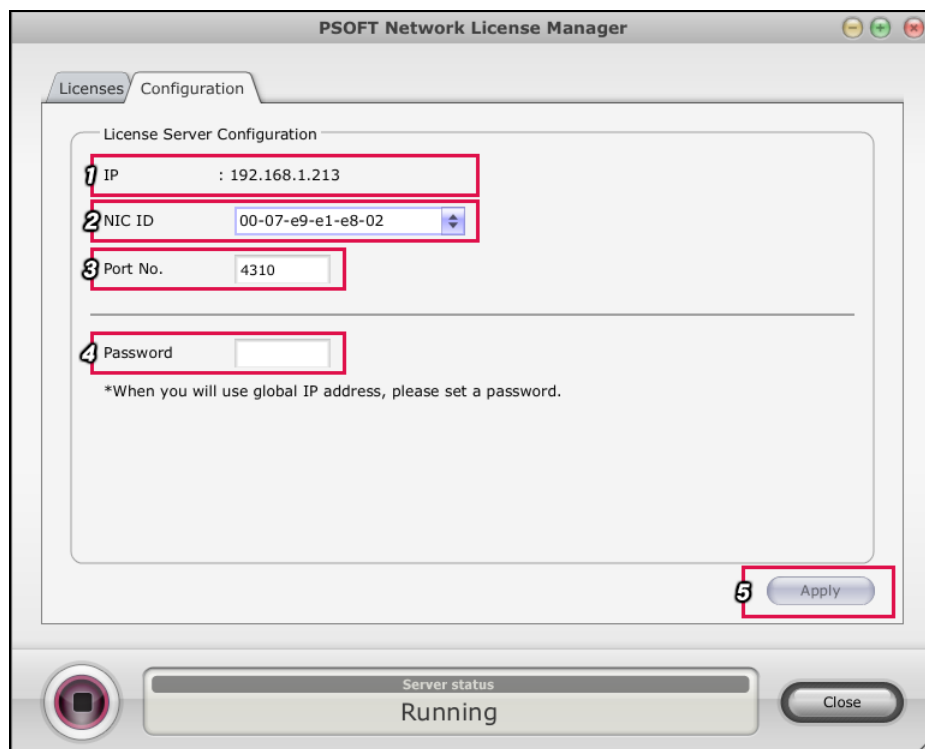 PSOFT Network License Manager
Licenses Configuration
License Server Configuration
1 IP : 192.168.1.213
2 NIC ID 00-07-e9-e1-e8-02
3 Port No. 4310
4 Password
*When you will use global IP address, please set a password.
5 Apply
Server status
Running
Close